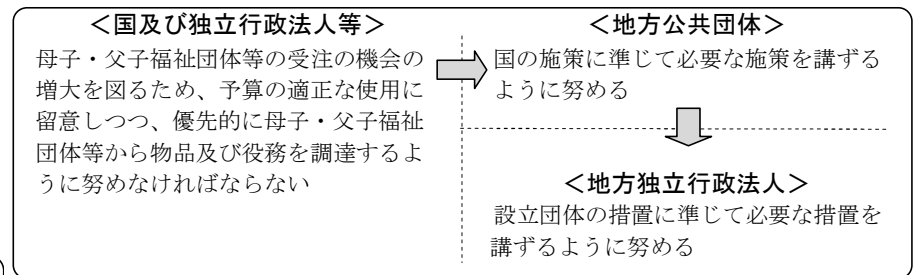 <国及び独立行政法人等>
母子・父子福祉団体等の受注の機会の
増大を図るため、予算の適正な使用に
留意しつつ、優先的に母子・父子福祉
団体等から物品及び役務を調達するよ
うに努めなければならない
<地方公共団体>
国の施策に準じて必要な施策を講ずる
ように努める
<地方独立行政法人>
設立団体の措置に準じて必要な措置を
講ずるように努める